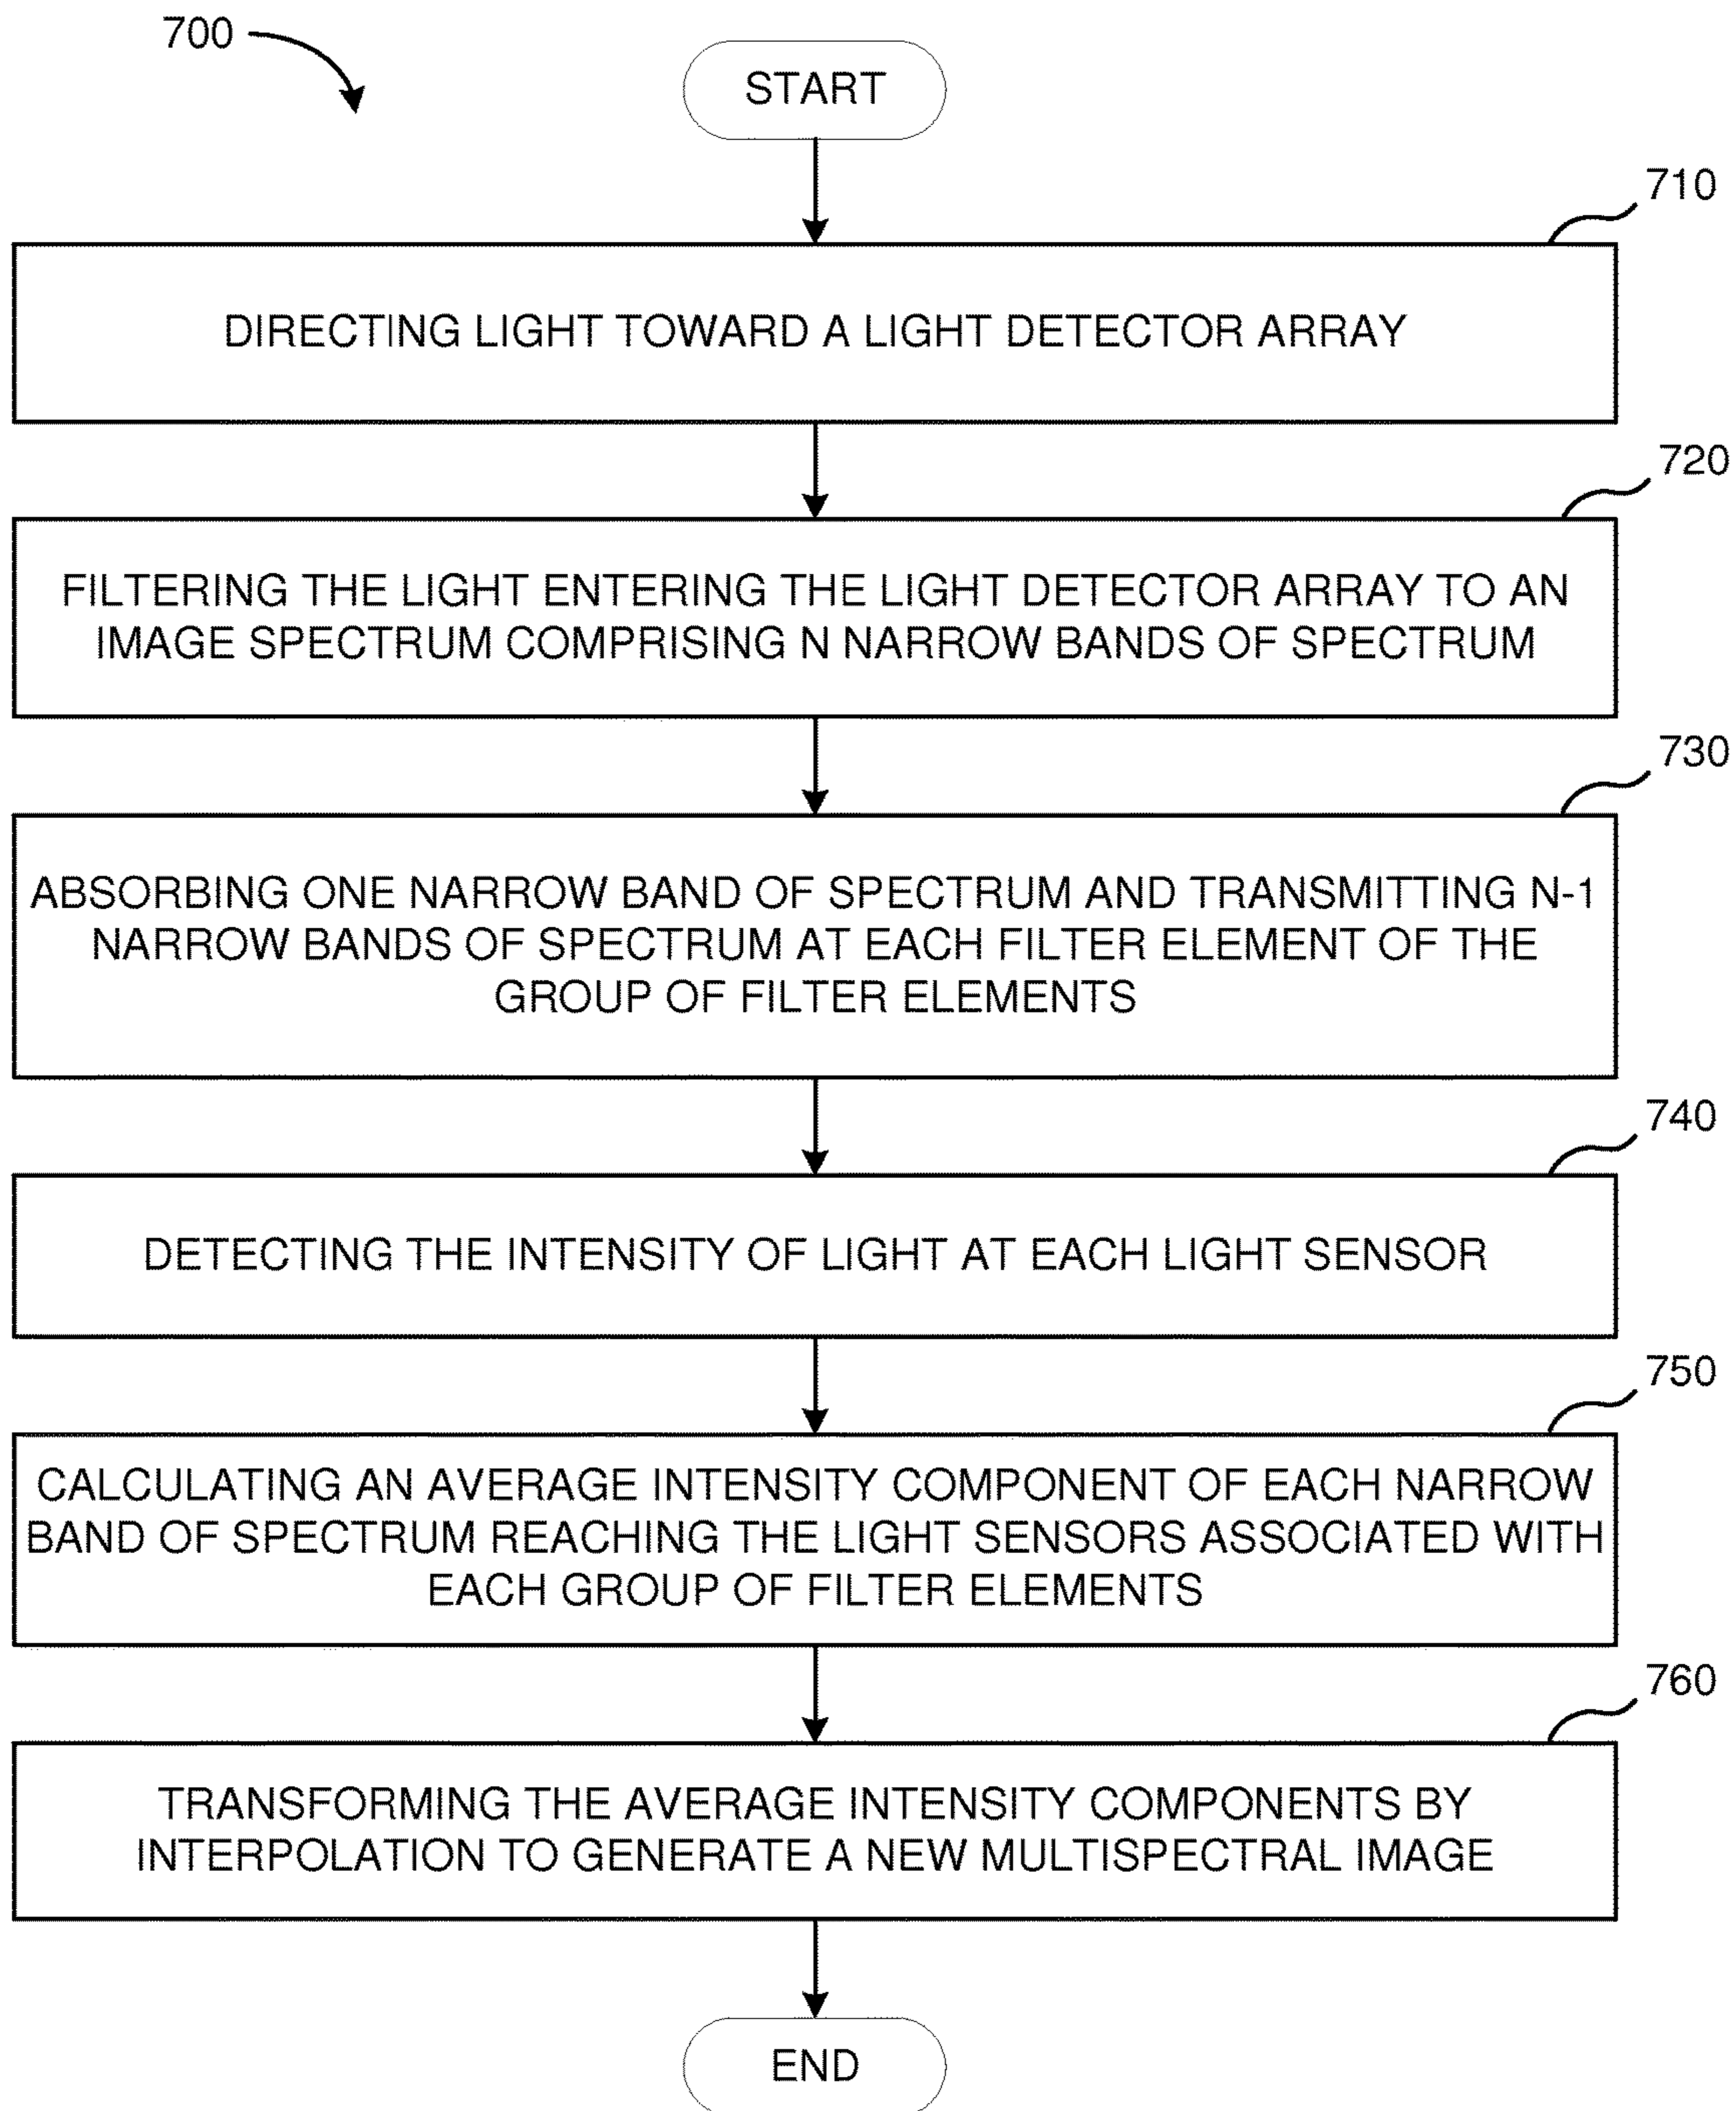 700
START
710
DIRECTING LIGHT TOWARD A LIGHT DETECTOR ARRAY
720
FILTERING THE LIGHT ENTERING THE LIGHT DETECTOR ARRAY TO AN
IMAGE SPECTRUM COMPRISING N NARROW BANDS OF SPECTRUM
730
ABSORBING ONE NARROW BAND OF SPECTRUM AND TRANSMITTING N-1
NARROW BANDS OF SPECTRUM AT EACH FILTER ELEMENT OF THE
GROUP OF FILTER ELEMENTS
740
DETECTING THE INTENSITY OF LIGHT AT EACH LIGHT SENSOR
750
CALCULATING AN AVERAGE INTENSITY COMPONENT OF EACH NARROW
BAND OF SPECTRUM REACHING THE LIGHT SENSORS ASSOCIATED WITH
EACH GROUP OF FILTER ELEMENTS
760
TRANSFORMING THE AVERAGE INTENSITY COMPONENTS BY
INTERPOLATION TO GENERATE A NEW MULTISPECTRAL IMAGE
END